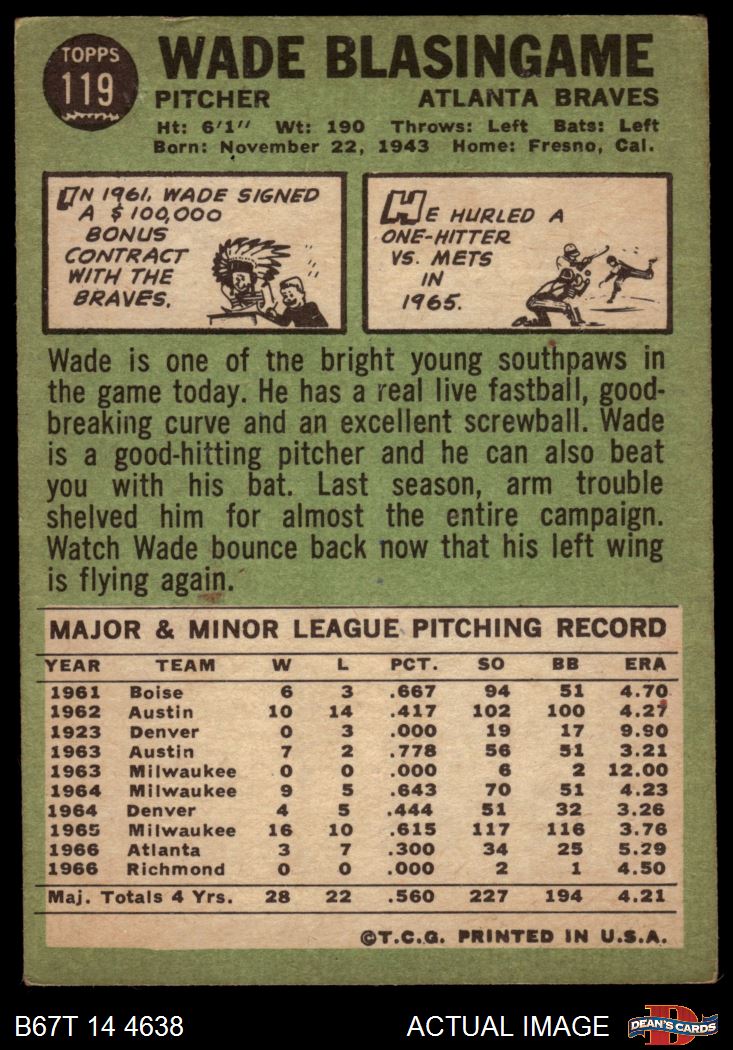 TOPPS
119
WADE BLASINGAME
PITCHER ATLANTA BRAVES
Ht: 6'1" Wt: 190 Throws: Left Bats: Left
Born: November 22, 1943 Home: Fresno, Cal.
IN 1961, WADE SIGNED
A $100,000
BONUS
CONTRACT
WITH THE
BRAVES.
HE HURLED A
ONE-HITTER
VS. METS
IN
1965.
Wade is one of the bright young southpaws in
the game today. He has a real live fastball, good-
breaking curve and an excellent screwball. Wade
is a good-hitting pitcher and he can also beat
you with his bat. Last season, arm trouble
shelved him for almost the entire campaign.
Watch Wade bounce back now that his left wing
is flying again.
MAJOR & MINOR LEAGUE PITCHING RECORD
YEAR TEAM W L PCT. SO BB ERA
1961 Boise 6 3 .667 94 51 4.70
1962 Austin 10 14 .417 102 100 4.27
1923 Denver 0 3 .000 19 17 9.90
1963 Austin 7 2 .778 56 51 3.21
1963 Milwaukee 0 0 .000 6 2 12.00
1964 Milwaukee 9 5 .643 70 51 4.23
1964 Denver 4 5 .444 51 32 3.26
1965 Milwaukee 16 10 .615 117 116 3.76
1966 Atlanta 3 7 .300 34 25 5.29
1966 Richmond 0 0 .000 2 1 4.50
Maj. Totals 4 Yrs. 28 22 .560 227 194 4.21
©T.C.G. PRINTED IN U.S.A.
B67T 14 4638 ACTUAL IMAGE
D
DEAN'S CARDS